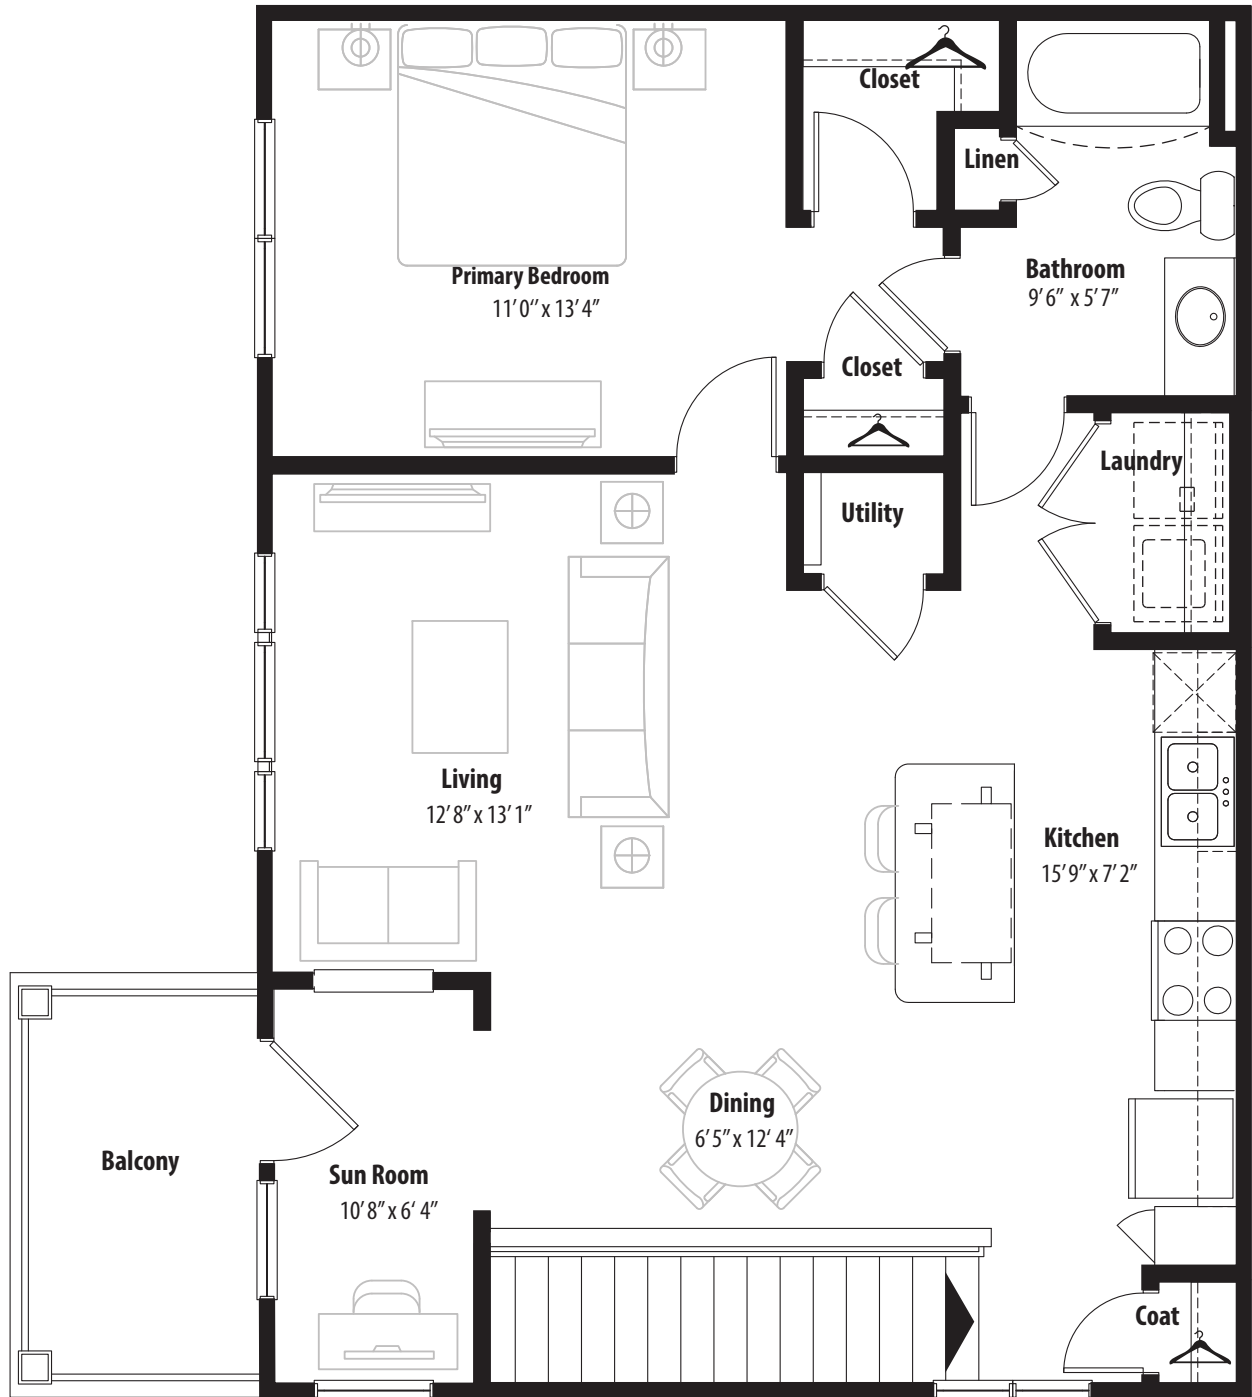 Closet
Linen
Primary Bedroom
11'0" x 13'4"
Bathroom
9'6" x 5'7"
Closet
Laundry
Utility
Living
12'8" x 13'1"
Kitchen
15'9" x 7'2"
Dining
6'5" x 12'4"
Balcony
Sun Room
10'8" x 6'4"
Coat